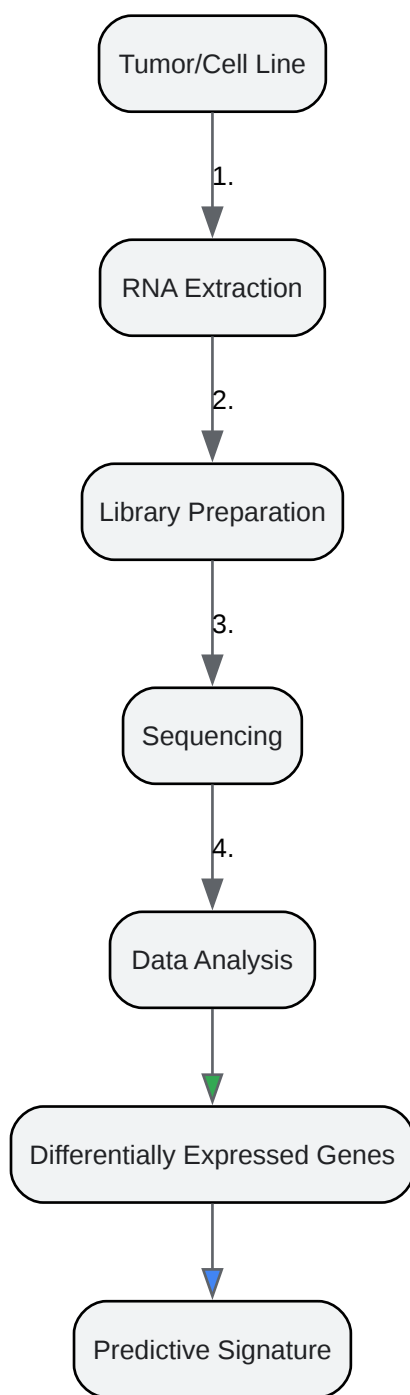 Tumor/Cell Line
1.
RNA Extraction
2.
Library Preparation
3.
Sequencing
4.
Data Analysis
Differentially Expressed Genes
Predictive Signature